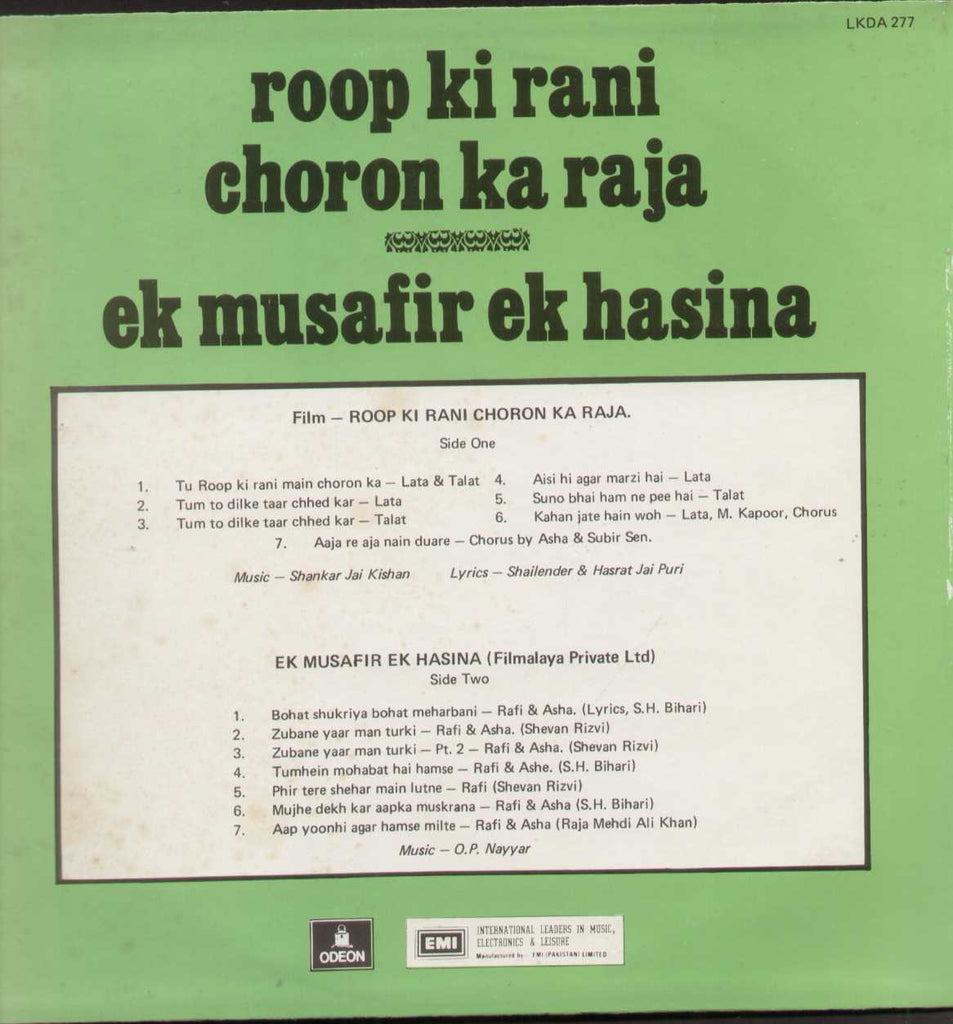 LKDA 277
roop ki rani
choron ka raja
ek musafir ek hasina
Film – ROOP KI RANI CHORON KA RAJA.
Side One
1. Tu Roop ki rani main choron ka – Lata & Talat
2. Tum to dilke taar chhed kar – Lata
3. Tum to dilke taar chhed kar – Talat
4. Aisi hi agar marzi hai – Lata
5. Suno bhai ham ne pee hai – Talat
6. Kahan jate hain woh – Lata, M. Kapoor, Chorus
7. Aaja re aja nain duare – Chorus by Asha & Subir Sen.
Music – Shankar Jai Kishan Lyrics – Shailender & Hasrat Jai Puri
EK MUSAFIR EK HASINA (Filmalaya Private Ltd)
Side Two
1. Bohat shukriya bohat meharbani – Rafi & Asha. (Lyrics, S.H. Bihari)
2. Zubane yaar man turki – Rafi & Asha. (Shevan Rizvi)
3. Zubane yaar man turki – Pt. 2 – Rafi & Asha. (Shevan Rizvi)
4. Tumhein mohabat hai hamse – Rafi & Ashe. (S.H. Bihari)
5. Phir tere shehar main lutne – Rafi (Shevan Rizvi)
6. Mujhe dekh kar aapka muskrana – Rafi & Asha (S.H. Bihari)
7. Aap yoonhi agar hamse milte – Rafi & Asha (Raja Mehdi Ali Khan)
Music – O.P. Nayyar
ODEON
EMI
INTERNATIONAL LEADERS IN MUSIC,
ELECTRONICS & LEISURE
Manufactured by EMI (PAKISTAN) LIMITED